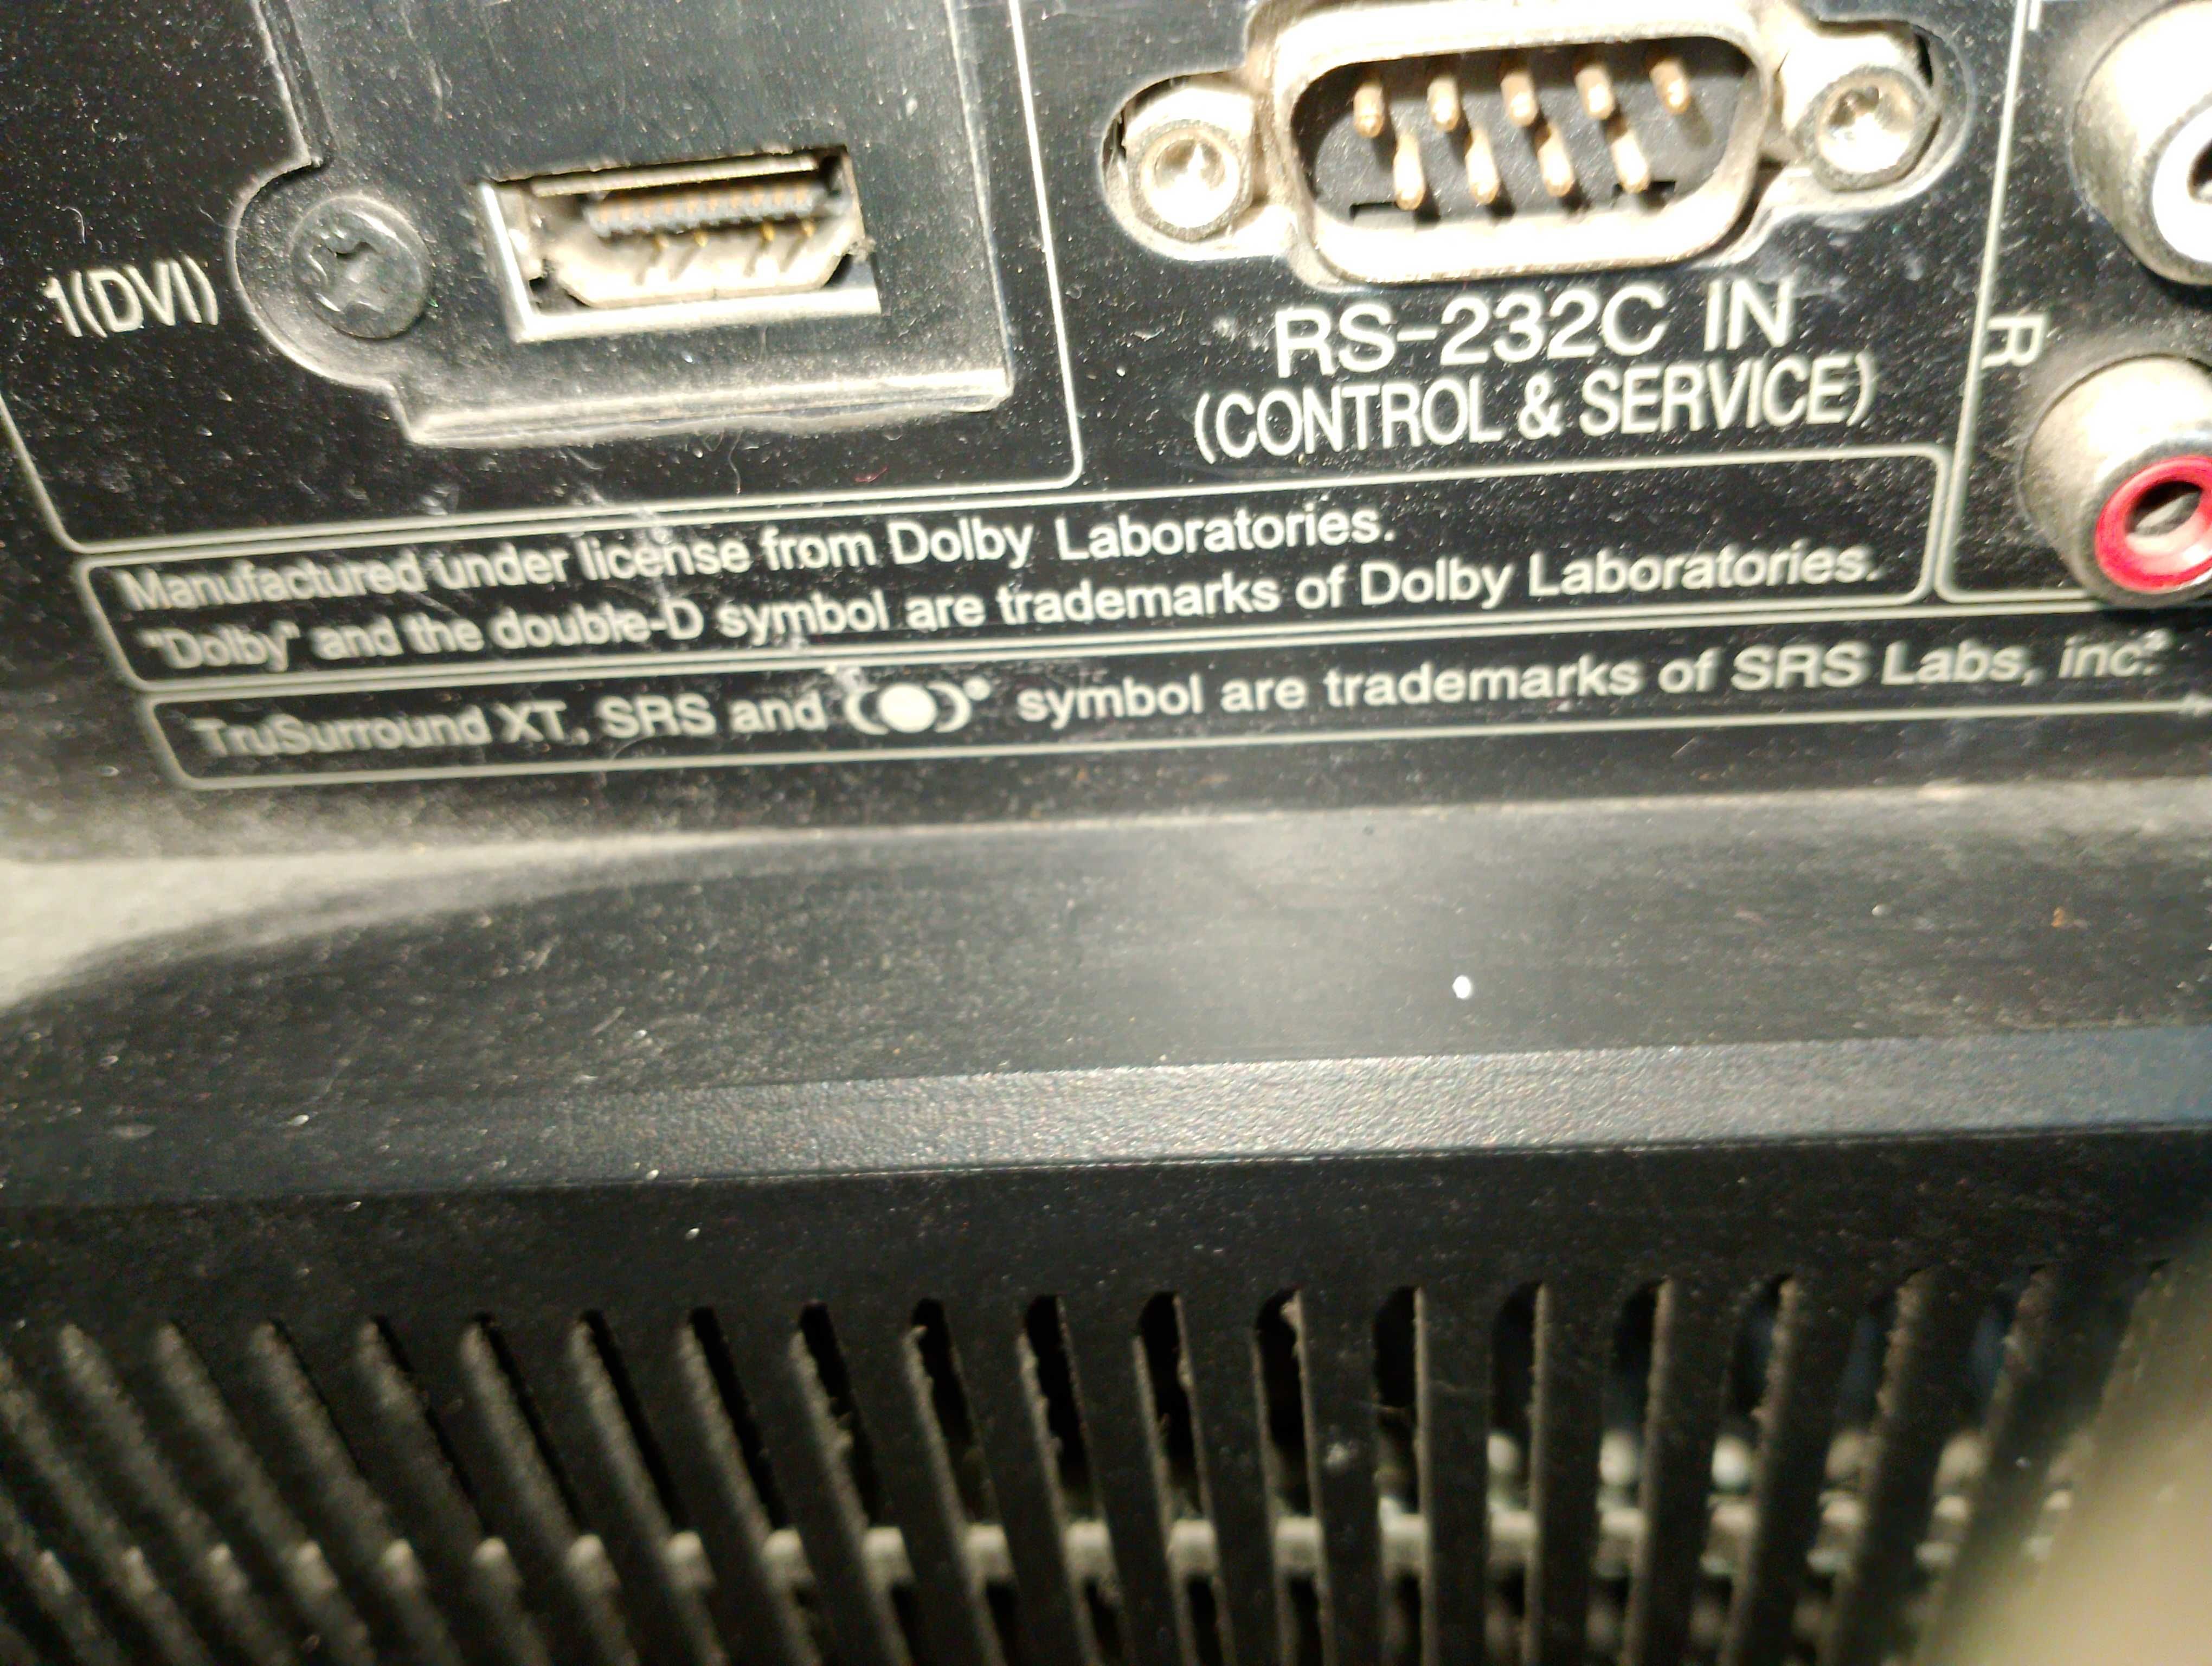 1(DVI)
RS-232C IN
(CONTROL & SERVICE)
R
Manufactured under license from Dolby Laboratories.
"Dolby" and the double-D symbol are trademarks of Dolby Laboratories.
TruSurround XT, SRS and (●)® symbol are trademarks of SRS Labs, inc.